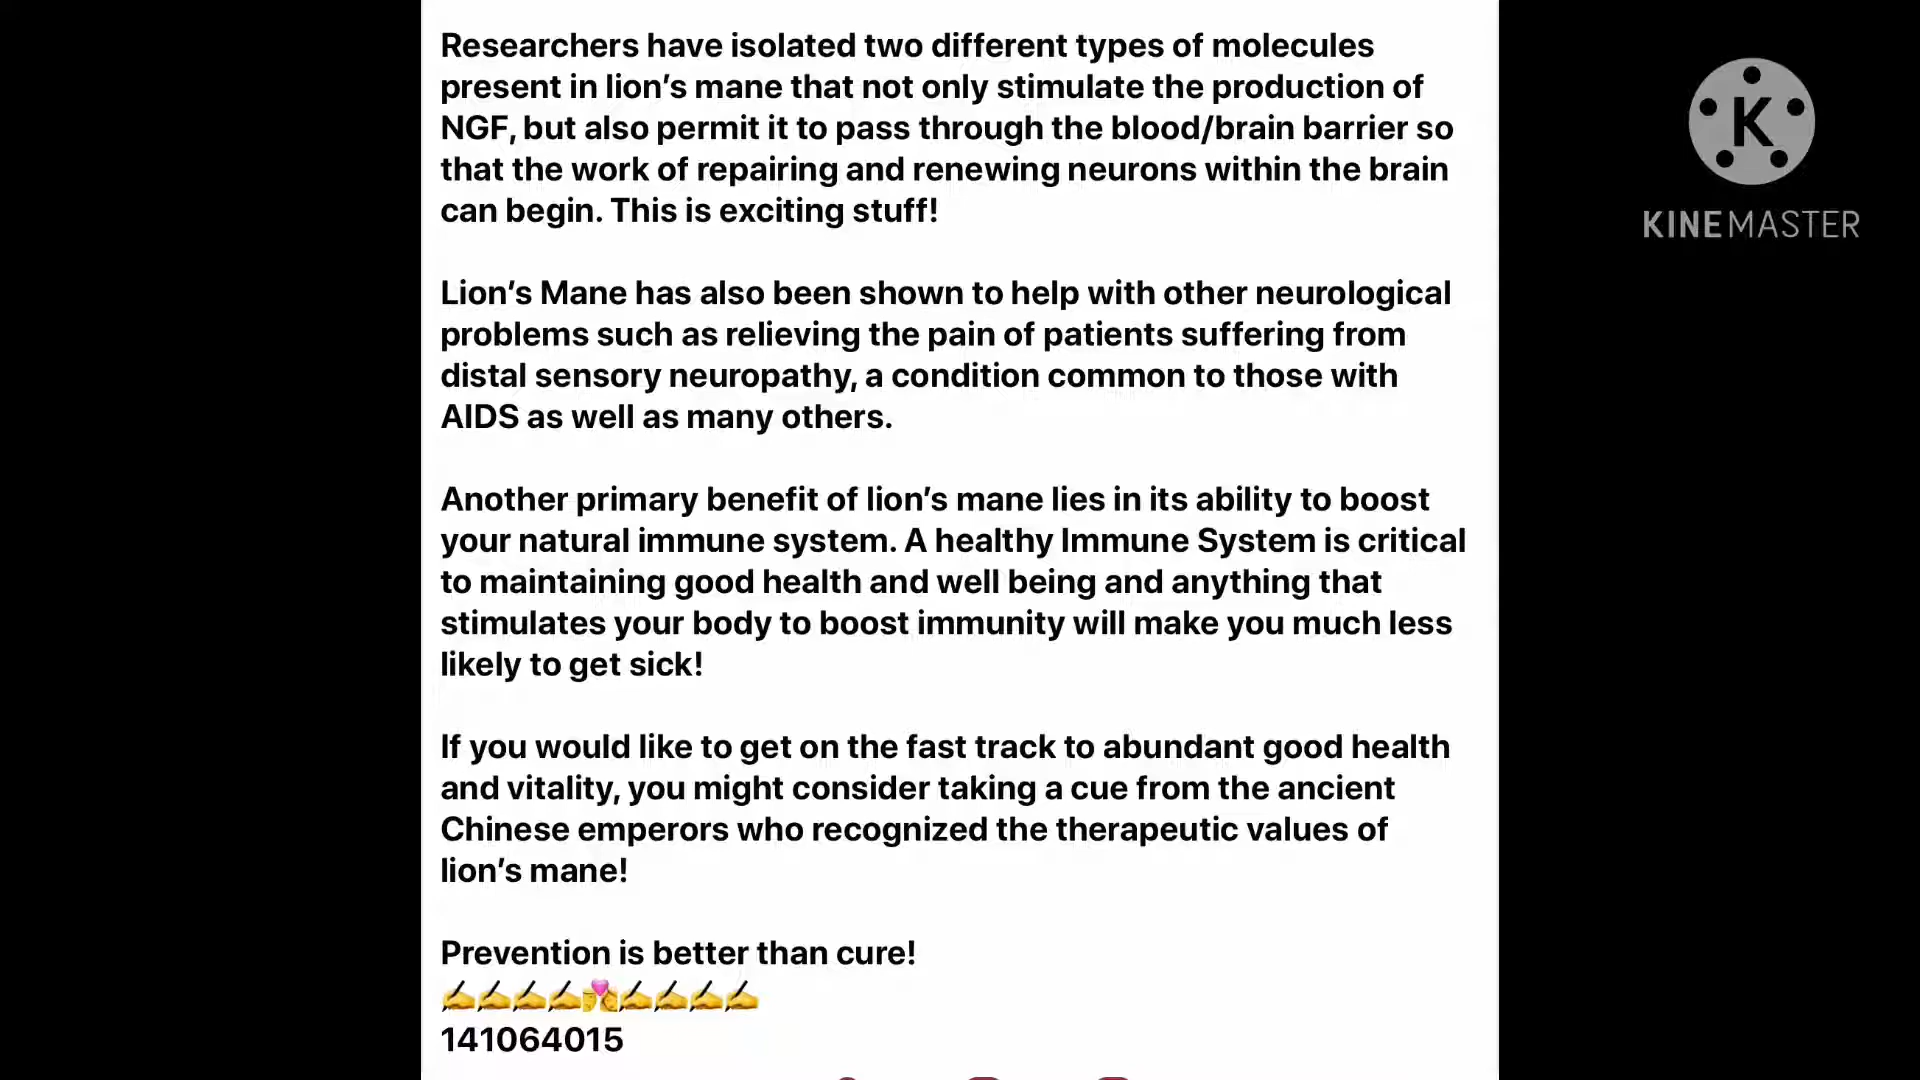 Researchers have isolated two different types of molecules
present in lion's mane that not only stimulate the production of
NGF, but also permit it to pass through the blood/brain barrier so
that the work of repairing and renewing neurons within the brain
can begin. This is exciting stuff!
Lion's Mane has also been shown to help with other neurological
problems such as relieving the pain of patients suffering from
distal sensory neuropathy, a condition common to those with
AIDS as well as many others.
Another primary benefit of lion's mane lies in its ability to boost
your natural immune system. A healthy Immune System is critical
to maintaining good health and well being and anything that
stimulates your body to boost immunity will make you much less
likely to get sick!
If you would like to get on the fast track to abundant good health
and vitality, you might consider taking a cue from the ancient
Chinese emperors who recognized the therapeutic values of
lion's mane!
Prevention is better than cure!
✍️✍️✍️✍️💏✍️✍️✍️✍️
141064015
K
KINEMASTER